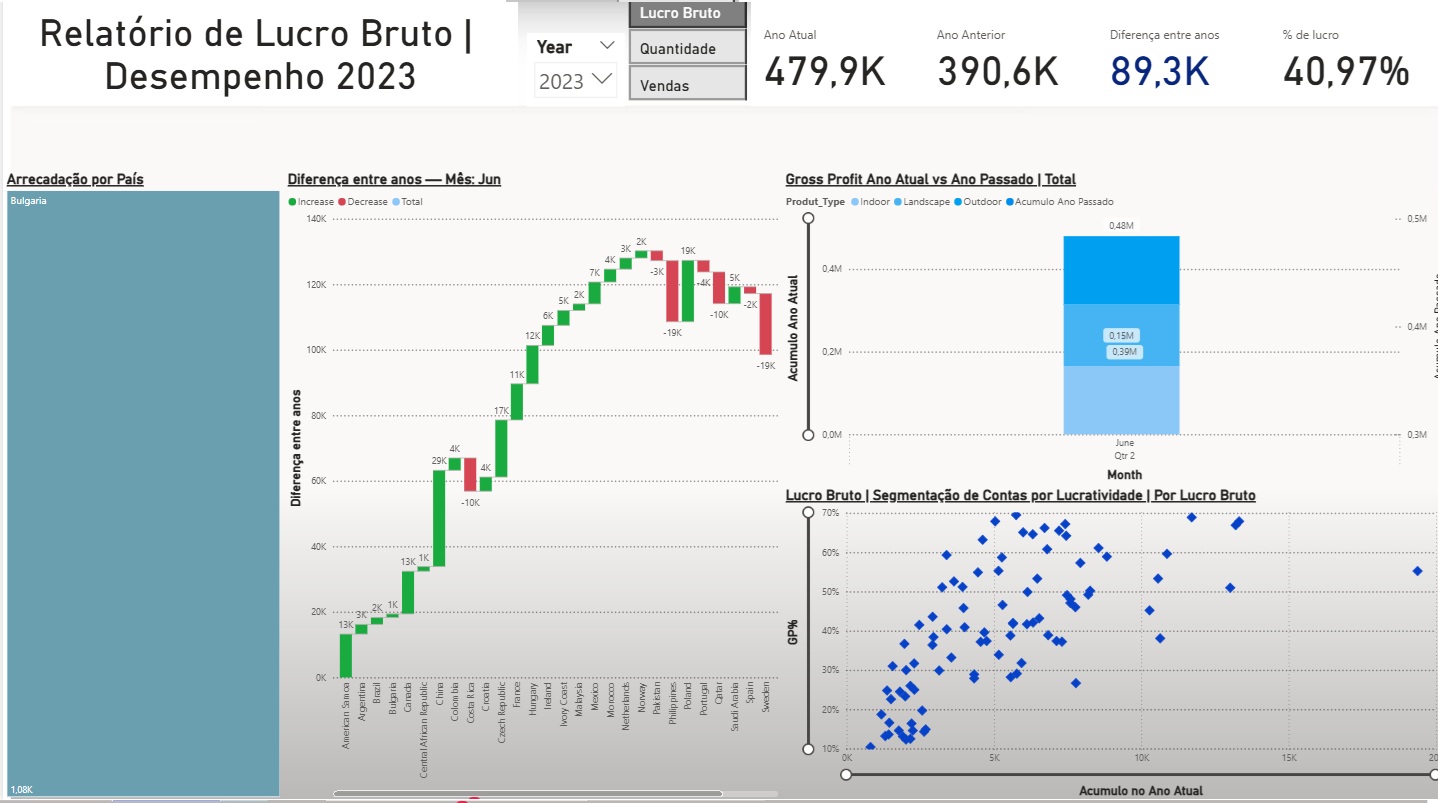 Relatório de Lucro Bruto |
Desempenho 2023
Year
2023
Lucro Bruto
Quantidade
Vendas
Ano Atual
479,9K
Ano Anterior
390,6K
Diferença entre anos
89,3K
% de lucro
40,97%
Arrecadação por País
Bulgaria
1,08K
Diferença entre anos — Mês: Jun
Increase Decrease Total
Diferença entre anos
140K
120K
100K
80K
60K
40K
20K
0K
13K
3K
2K
1K
13K
1K
29K
4K
-10K
4K
17K
11K
12K
6K
5K
2K
7K
4K
3K
2K
-3K
-19K
19K
-4K
-10K
5K
-2K
-19K
American Samoa
Argentina
Brazil
Bulgaria
Canada
Central African Republic
China
Colombia
Costa Rica
Croatia
Czech Republic
France
Hungary
Ireland
Ivory Coast
Malaysia
Mexico
Morocco
Netherlands
Norway
Pakistan
Philippines
Poland
Portugal
Qatar
Saudi Arabia
Spain
Sweden
Gross Profit Ano Atual vs Ano Passado | Total
Produt_Type Indoor Landscape Outdoor Acumulo Ano Passado
Acumulo Ano Atual
0,4M
0,2M
0,0M
0,48M
0,15M
0,39M
0,5M
0,4M
0,3M
Acumulo Ano Passado
June
Qtr 2
Month
Lucro Bruto | Segmentação de Contas por Lucratividade | Por Lucro Bruto
GP%
70%
60%
50%
40%
30%
20%
10%
0K
5K
10K
15K
20
Acumulo no Ano Atual